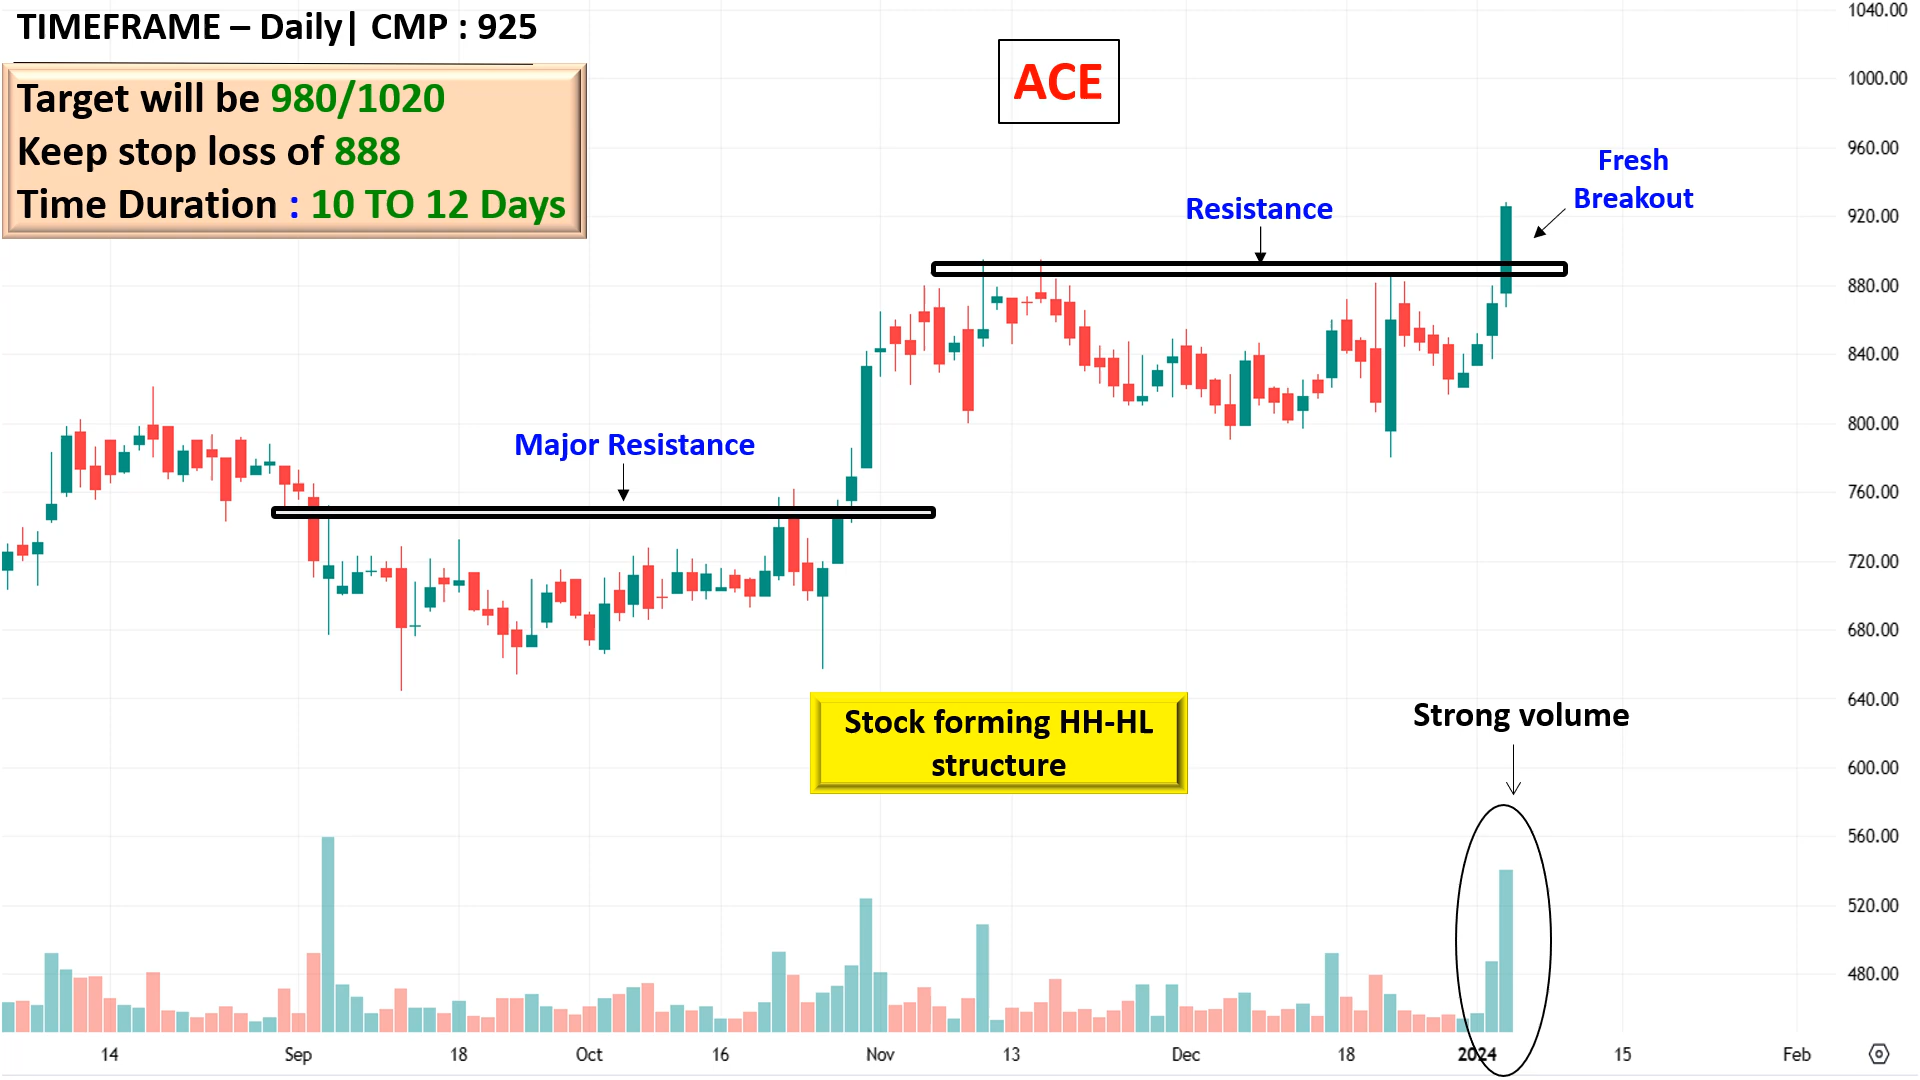 TIMEFRAME – Daily| CMP : 925
Target will be 980/1020
Keep stop loss of 888
Time Duration : 10 TO 12 Days
ACE
Fresh
Breakout
Resistance
Major Resistance
Stock forming HH-HL
structure
Strong volume
1040.00
1000.00
960.00
920.00
880.00
840.00
800.00
760.00
720.00
680.00
640.00
600.00
560.00
520.00
480.00
14 Sep 18 Oct 16 Nov 13 Dec 18 2024 15 Feb